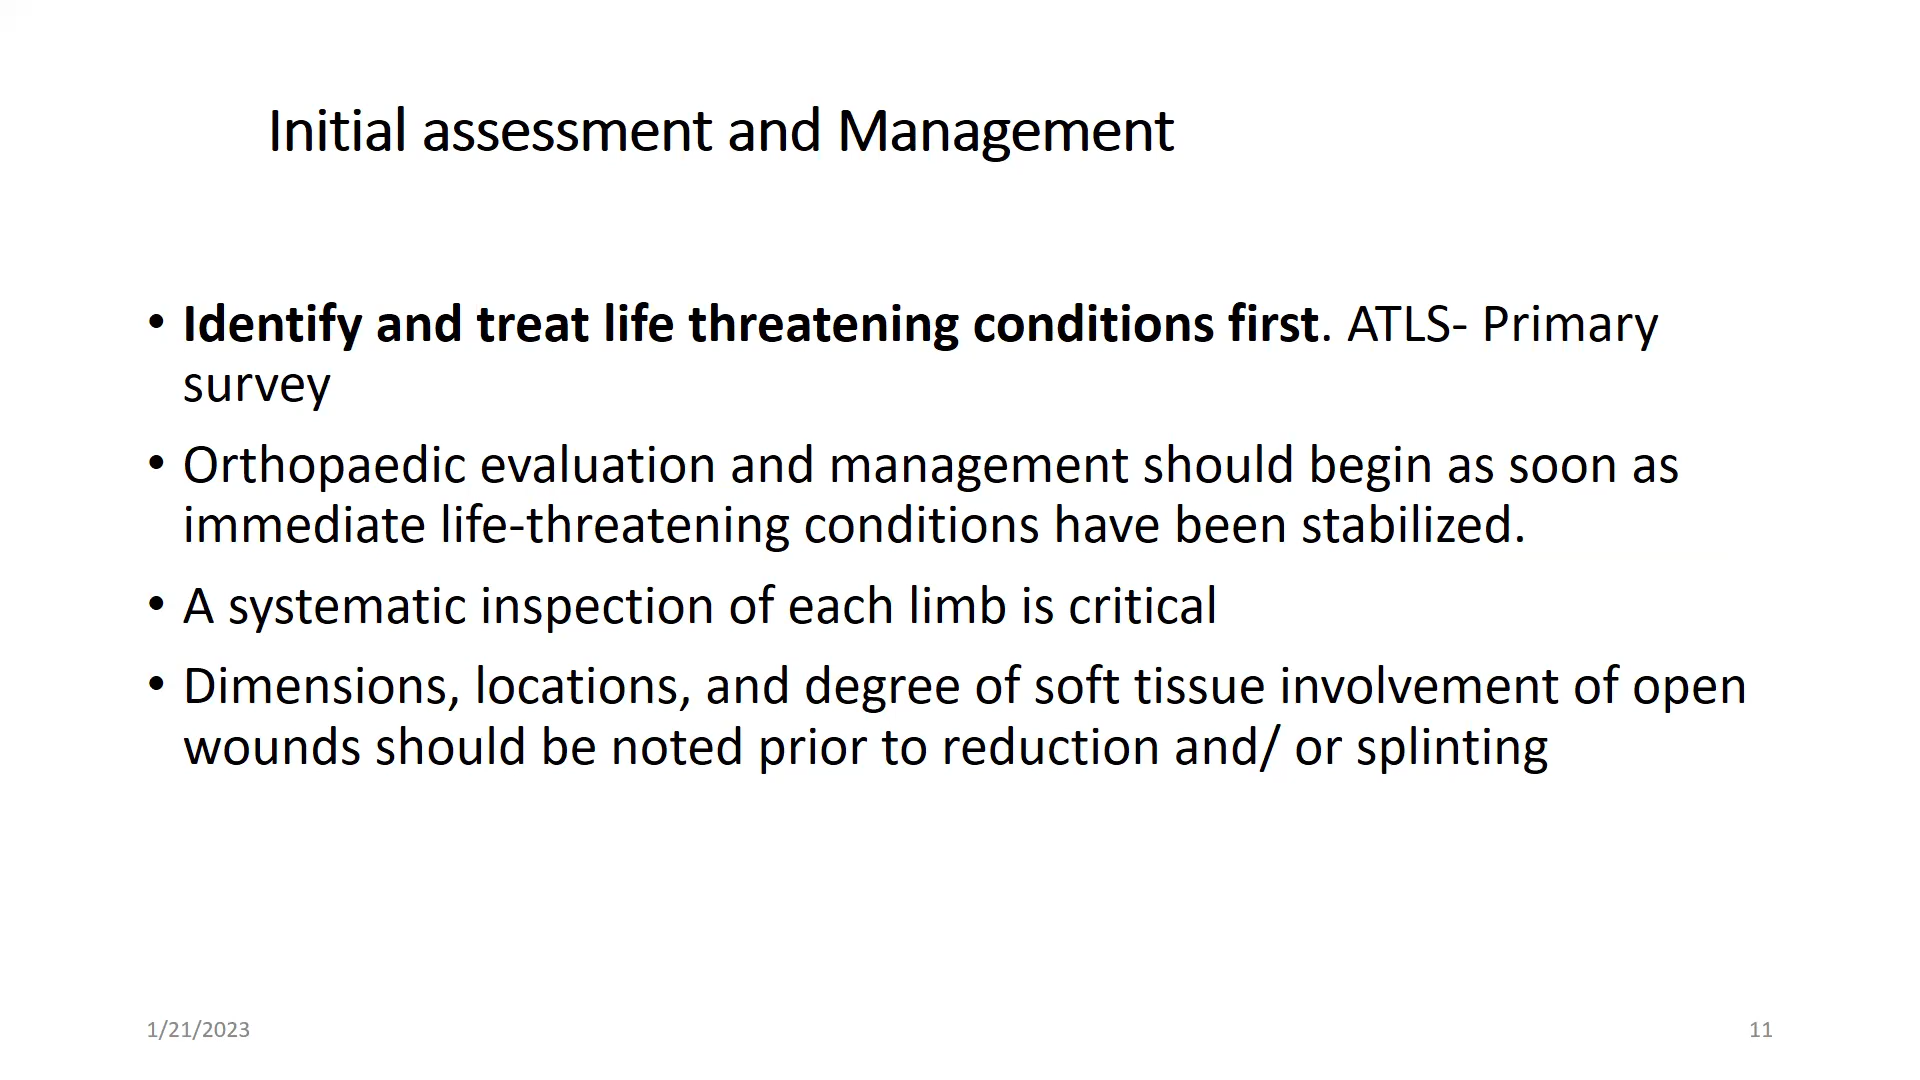 Initial assessment and Management
• Identify and treat life threatening conditions first. ATLS- Primary
survey
• Orthopaedic evaluation and management should begin as soon as
immediate life-threatening conditions have been stabilized.
• A systematic inspection of each limb is critical
• Dimensions, locations, and degree of soft tissue involvement of open
wounds should be noted prior to reduction and/ or splinting
1/21/2023
11